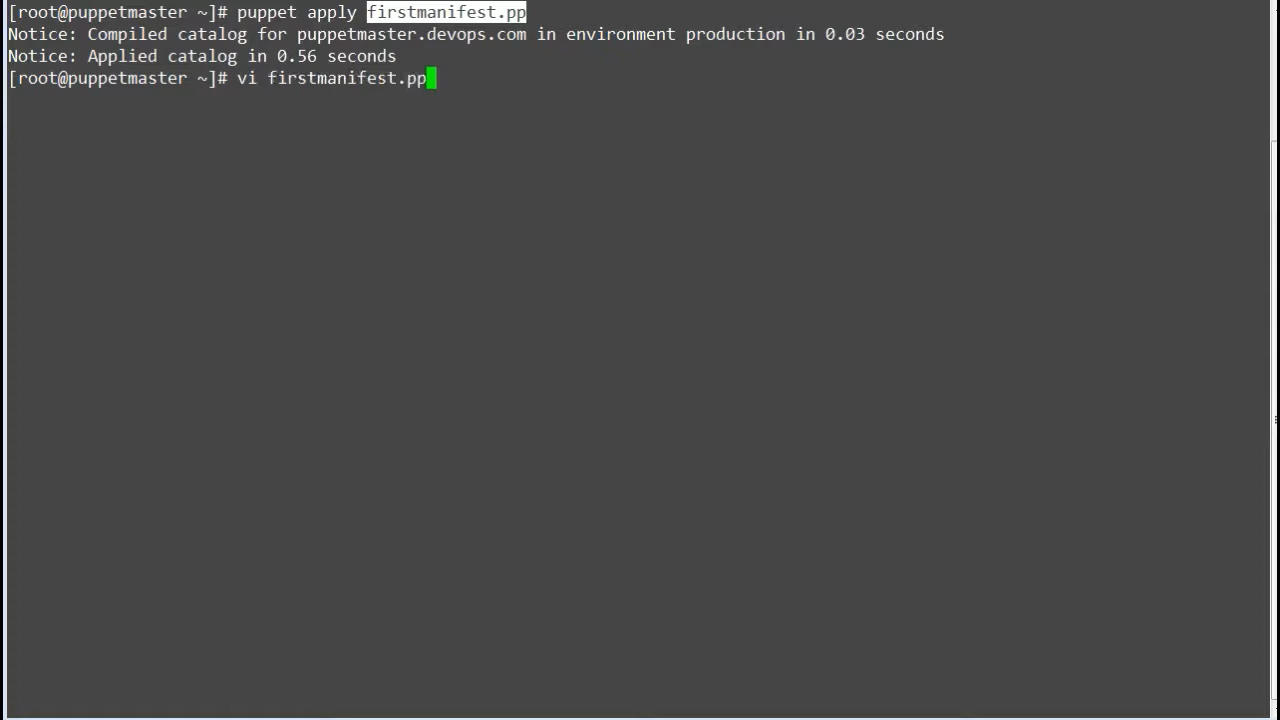 [root@puppetmaster ~]# puppet apply firstmanifest.pp
Notice: Compiled catalog for puppetmaster.devops.com in environment production in 0.03 seconds
Notice: Applied catalog in 0.56 seconds
[root@puppetmaster ~]# vi firstmanifest.pp